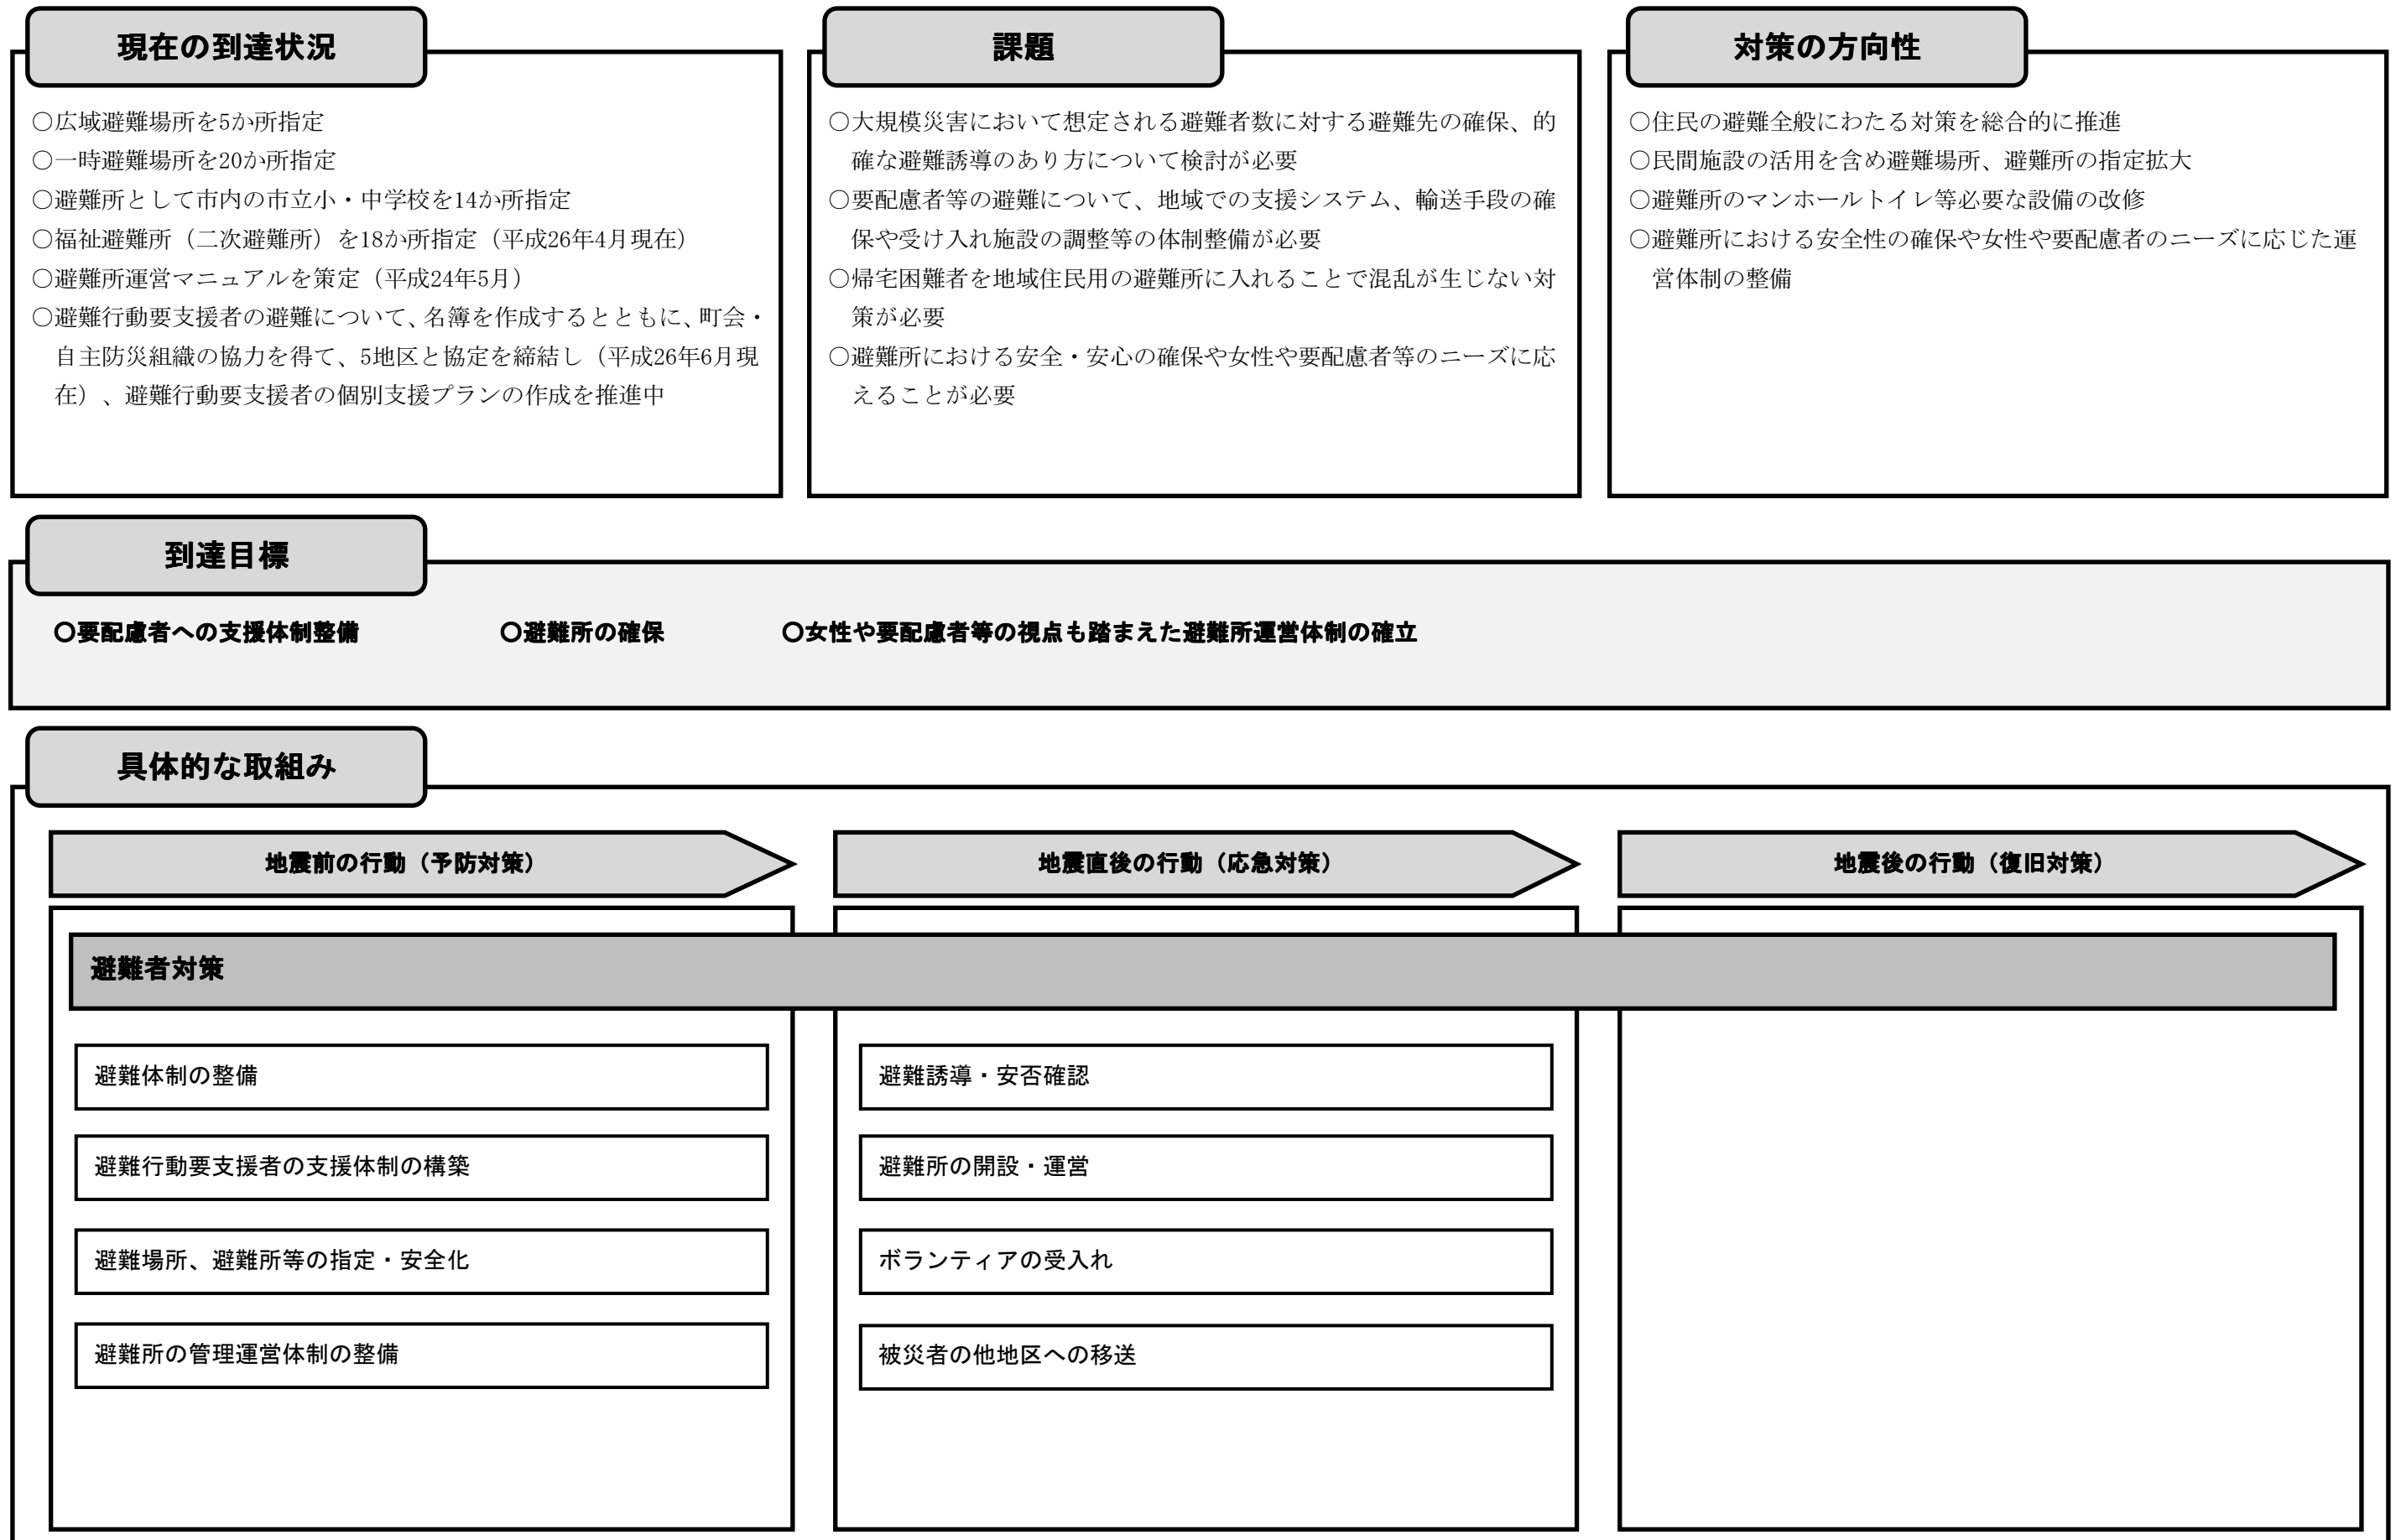 現在の到達状況
○広域避難場所を5か所指定
○一時避難場所を20か所指定
○避難所として市内の市立小・中学校を14か所指定
○福祉避難所（二次避難所）を18か所指定（平成26年4月現在）
○避難所運営マニュアルを策定（平成24年5月）
○避難行動要支援者の避難について、名簿を作成するとともに、町会・
自主防災組織の協力を得て、5地区と協定を締結し（平成26年6月現
在）、避難行動要支援者の個別支援プランの作成を推進中
課題
○大規模災害において想定される避難者数に対する避難先の確保、的
確な避難誘導のあり方について検討が必要
○要配慮者等の避難について、地域での支援システム、輸送手段の確
保や受け入れ施設の調整等の体制整備が必要
○帰宅困難者を地域住民用の避難所に入れることで混乱が生じない対
策が必要
○避難所における安全・安心の確保や女性や要配慮者等のニーズに応
えることが必要
対策の方向性
○住民の避難全般にわたる対策を総合的に推進
○民間施設の活用を含め避難場所、避難所の指定拡大
○避難所のマンホールトイレ等必要な設備の改修
○避難所における安全性の確保や女性や要配慮者のニーズに応じた運
営体制の整備
到達目標
○要配慮者への支援体制整備
○避難所の確保
○女性や要配慮者等の視点も踏まえた避難所運営体制の確立
具体的な取組み
地震前の行動（予防対策）
地震直後の行動（応急対策）
地震後の行動（復旧対策）
避難者対策
避難体制の整備
避難行動要支援者の支援体制の構築
避難場所、避難所等の指定・安全化
避難所の管理運営体制の整備
避難誘導・安否確認
避難所の開設・運営
ボランティアの受入れ
被災者の他地区への移送